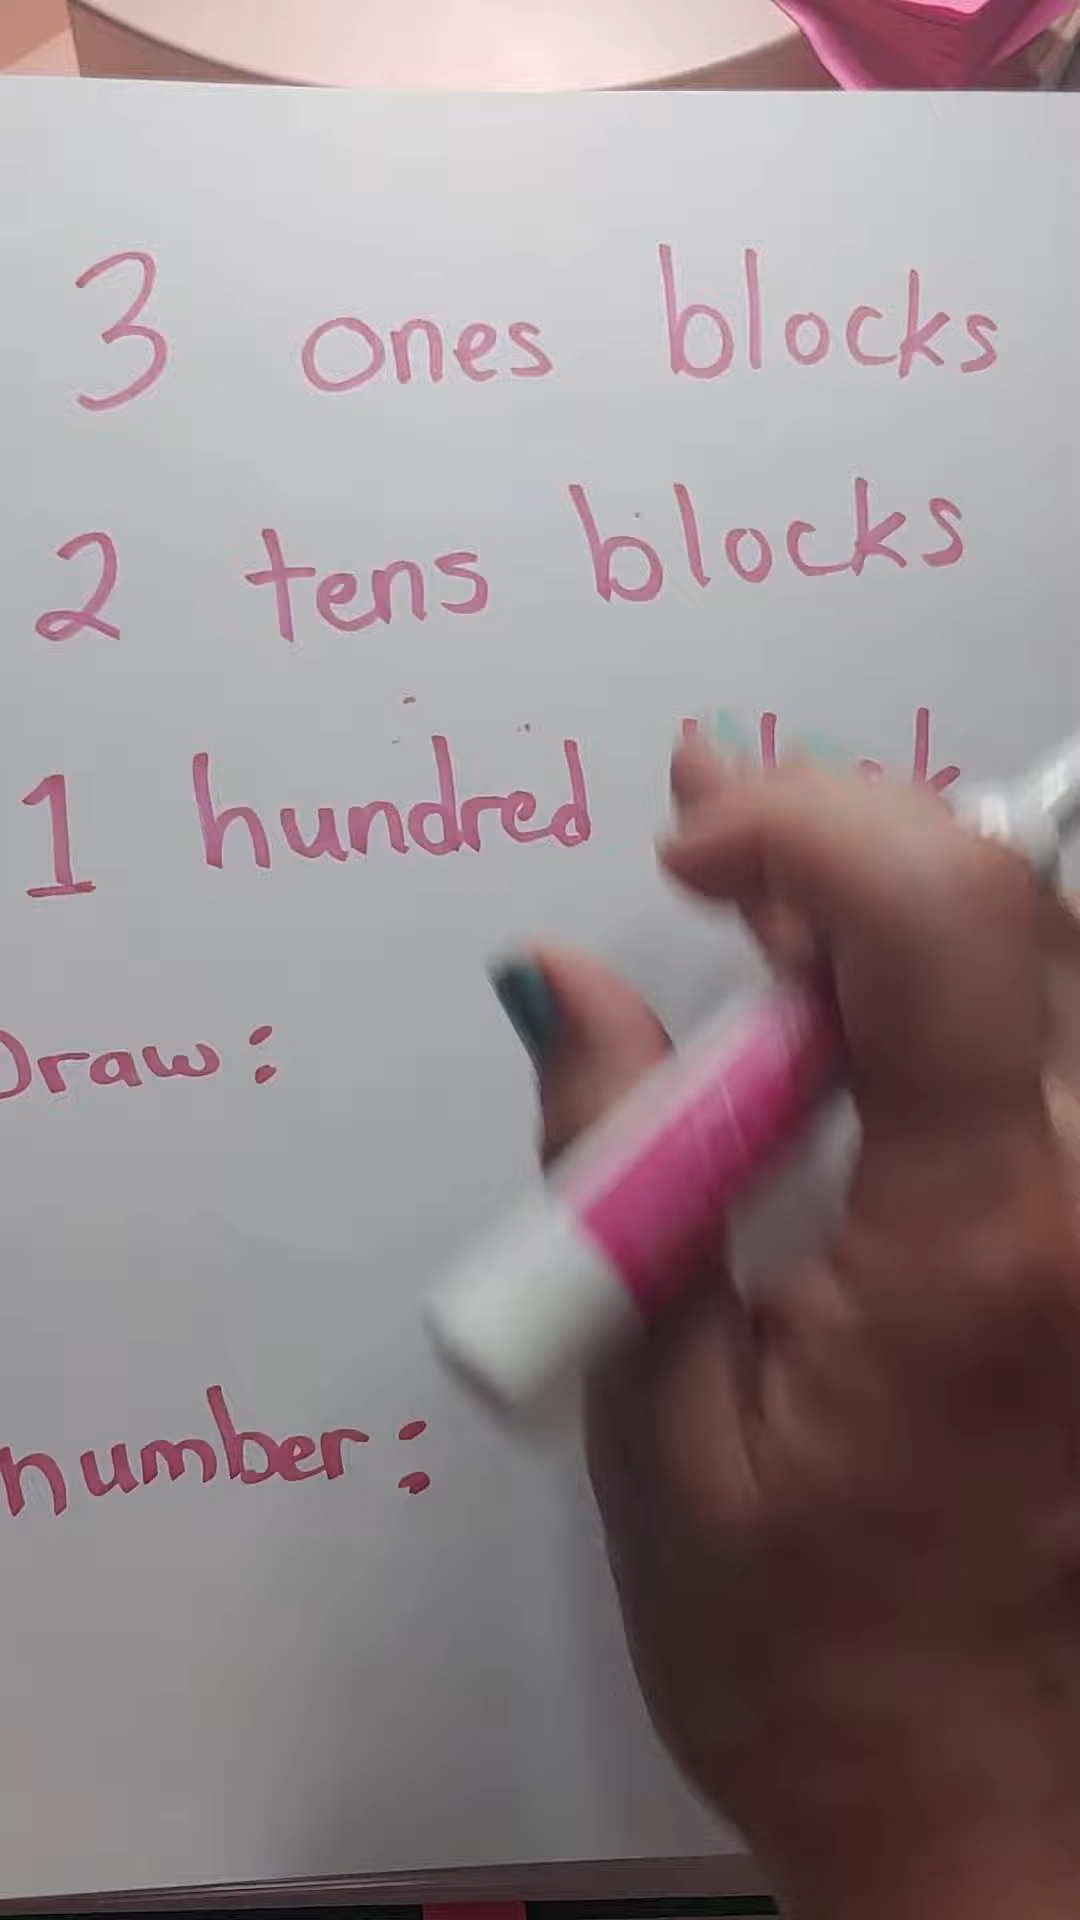 3 ones blocks
2 tens blocks
1 hundred
Draw:
number: